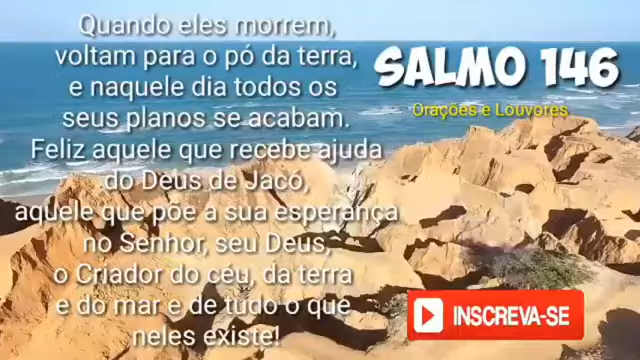 Quando eles morrem,
voltam para o pó da terra,
e naquele dia todos os
seus planos se acabam.
Feliz aquele que recebe ajuda
do Deus de Jacó,
aquele que põe a sua esperança
no Senhor, seu Deus,
o Criador do céu, da terra
e do mar e de tudo o que
neles existe!
SALMO 146
Orações e Louvores
INSCREVA-SE